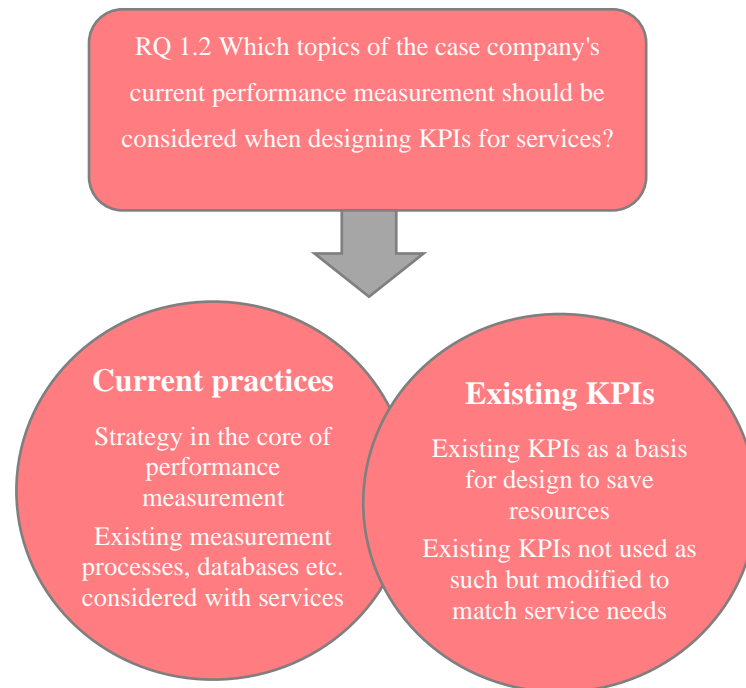 RQ 1.2 Which topics of the case company's
current performance measurement should be
considered when designing KPIs for services?
Current practices
Strategy in the core of
performance
measurement
Existing measurement
processes, databases etc.
considered with services
Existing KPIs
Existing KPIs as a basis
for design to save
resources
Existing KPIs not used as
such but modified to
match service needs